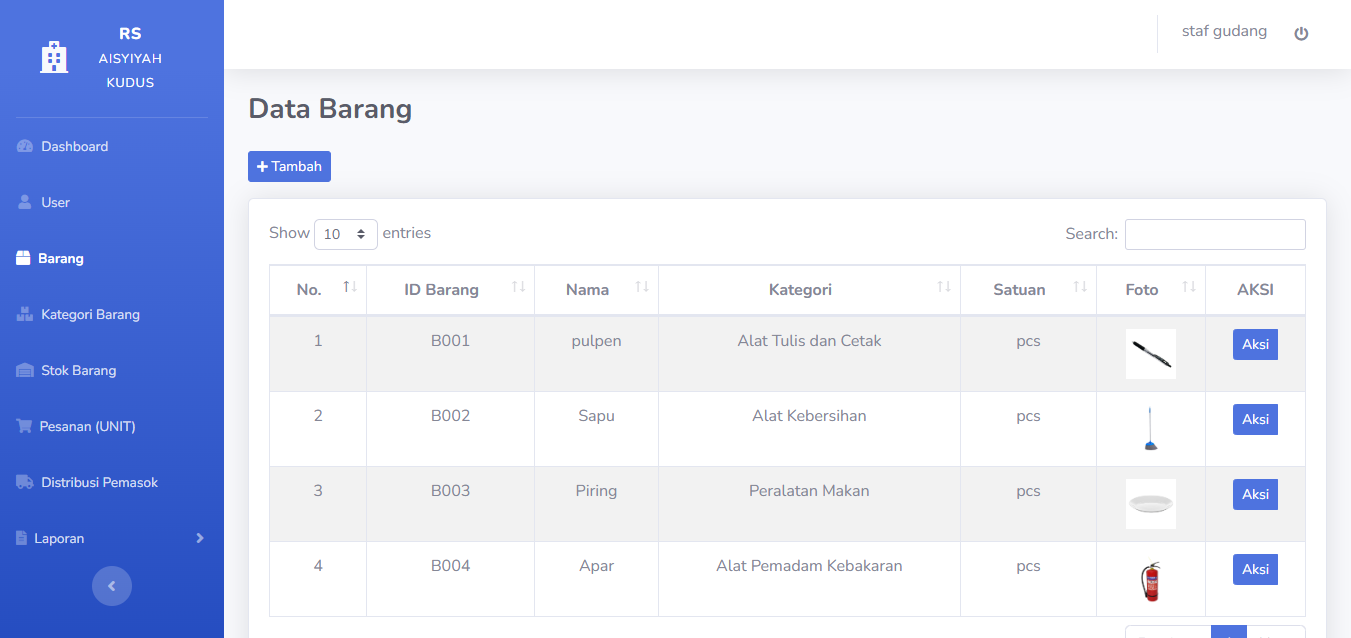 RS
AISYIYAH
KUDUS
staf gudang
Dashboard
User
Barang
Kategori Barang
Stok Barang
Pesanan (UNIT)
Distribusi Pemasok
Laporan
Data Barang
Tambah
Show 10 entries
Search:
No. ID Barang Nama Kategori Satuan Foto AKSI
1 B001 pulpen Alat Tulis dan Cetak pcs Aksi
2 B002 Sapu Alat Kebersihan pcs Aksi
3 B003 Piring Peralatan Makan pcs Aksi
4 B004 Apar Alat Pemadam Kebakaran pcs Aksi